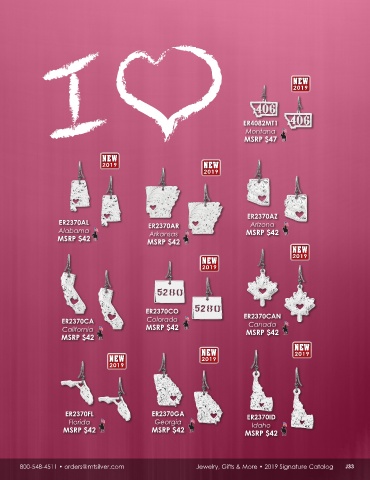 I
NEW
2019
406
406
ER4082MT1
Montana
MSRP $47
NEW
2019
ER2370AL
Alabama
MSRP $42
NEW
2019
ER2370AR
Arkansas
MSRP $42
ER2370AZ
Arizona
MSRP $42
ER2370CA
California
MSRP $42
NEW
2019
5280
5280
ER2370CO
Colorado
MSRP $42
NEW
2019
ER2370CAN
Canada
MSRP $42
NEW
2019
ER2370FL
Florida
MSRP $42
NEW
2019
ER2370GA
Georgia
MSRP $42
NEW
2019
ER2370ID
Idaho
MSRP $42
800-548-4511 • orders@mtsilver.com
Jewelry, Gifts & More • 2019 Signature Catalog J33